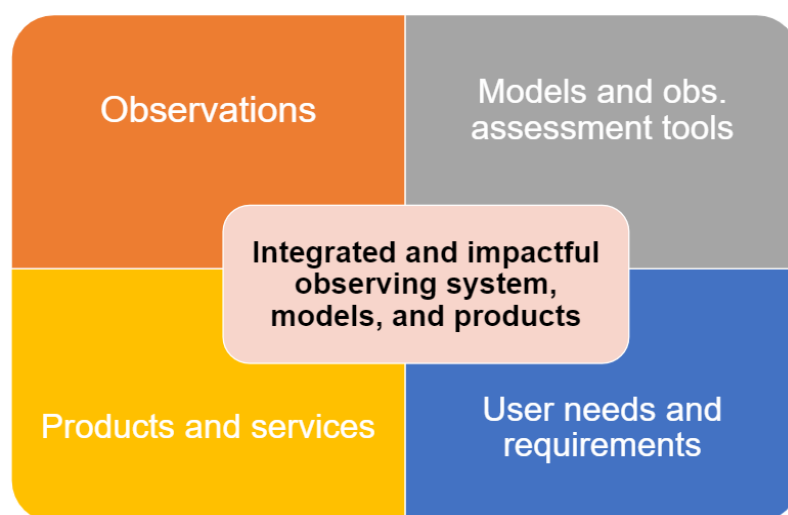 Observations
Models and obs.
assessment tools
Integrated and impactful
observing system,
models, and products
Products and services
User needs and
requirements